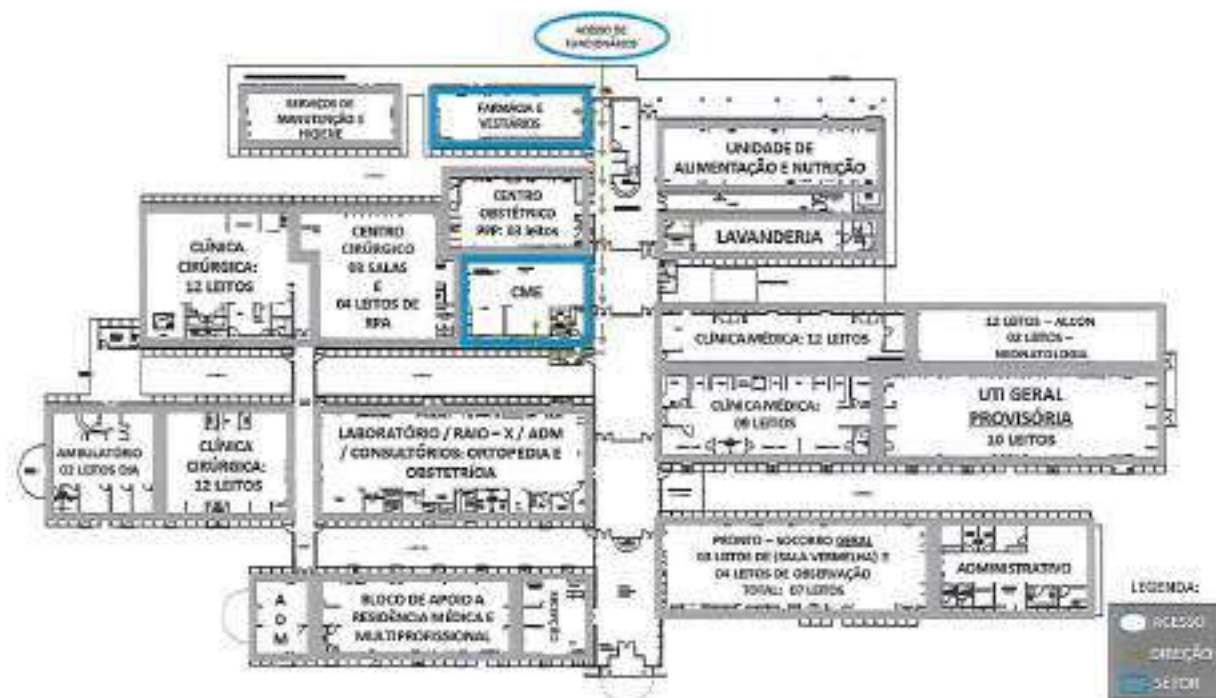 ACESSO DE
FUNCIONÁRIOS
SERVIÇOS DE
MANUTENÇÃO E
HIGIENE
FARMÁCIA E
VESTIÁRIOS
UNIDADE DE
ALIMENTAÇÃO E NUTRIÇÃO
CENTRO
OBSTÉTRICO
PPP: 03 leitos
LAVANDERIA
CLÍNICA
CIRÚRGICA:
12 LEITOS
CENTRO
CIRÚRGICO
03 SALAS
E
04 LEITOS DE
RPA
CME
CLÍNICA MÉDICA: 12 LEITOS
12 LEITOS – ALCON
02 LEITOS –
NEONATOLOGIA
CLÍNICA MÉDICA:
09 LEITOS
UTI GERAL
PROVISÓRIA
10 LEITOS
AMBULATÓRIO
02 LEITOS DIA
CLÍNICA
CIRÚRGICA:
12 LEITOS
LABORATÓRIO / RAIO – X / ADM
/ CONSULTÓRIOS: ORTOPEDIA E
OBSTETRÍCIA
PRONTO – SOCORRO GERAL
03 LEITOS DE (SALA VERMELHA) E
04 LEITOS DE OBSERVAÇÃO
TOTAL: 07 LEITOS
ADMINISTRATIVO
A
D
M
BLOCO DE APOIO A
RESIDÊNCIA MÉDICA E
MULTIPROFISSIONAL
LEGENDA:
ACESSO
DIREÇÃO
SETOR